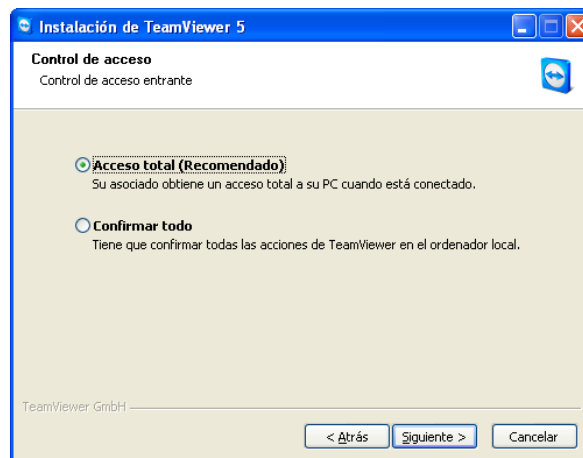 Instalación de TeamViewer 5
Control de acceso
Control de acceso entrante
Acceso total (Recomendado)
Su asociado obtiene un acceso total a su PC cuando está conectado.
Confirmar todo
Tiene que confirmar todas las acciones de TeamViewer en el ordenador local.
TeamViewer GmbH
< Atrás
Siguiente >
Cancelar